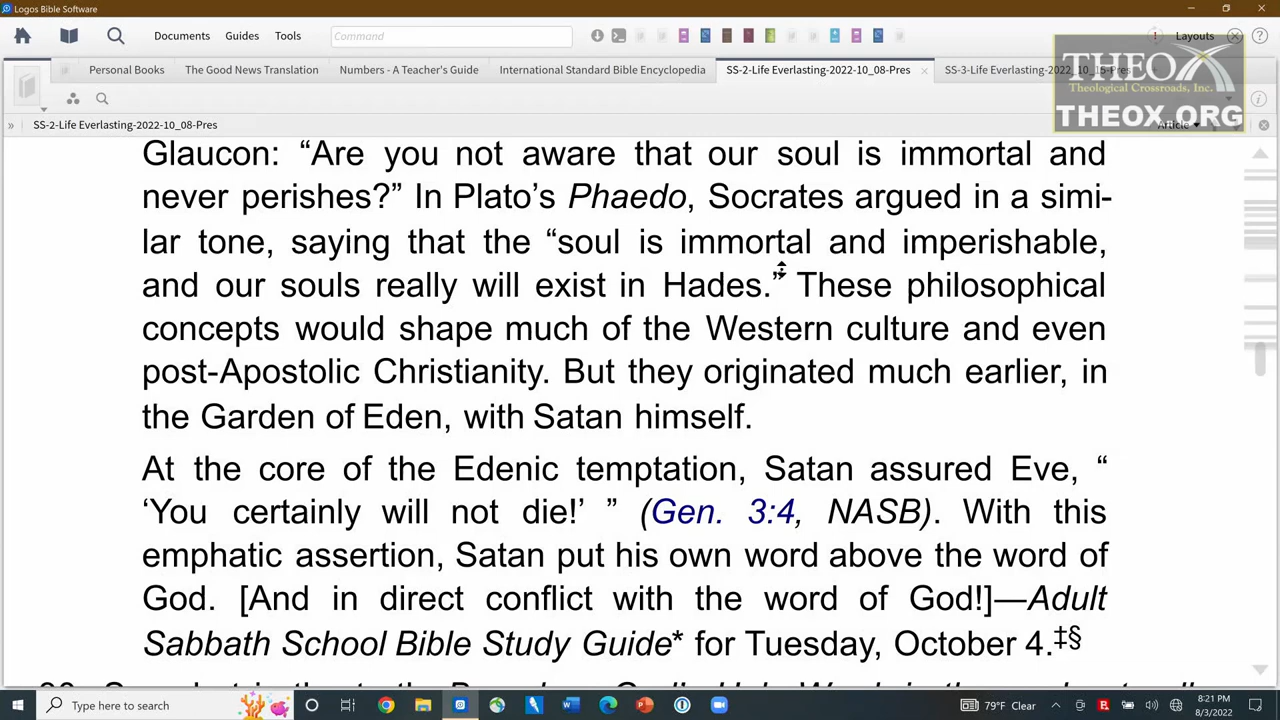 Logos Bible Software
Documents Guides Tools Command Layouts
Personal Books The Good News Translation Guide International Standard Bible Encyclopedia SS-2-Life Everlasting-2022-10_08-Pres SS-3-Life Everlasting-2022_10_15-Pres
THEOX
Theological Crossroads, Inc.
THEOX.ORG
SS-2-Life Everlasting-2022-10_08-Pres Article
Glaucon: “Are you not aware that our soul is immortal and
never perishes?” In Plato’s Phaedo, Socrates argued in a simi-
lar tone, saying that the “soul is immortal and imperishable,
and our souls really will exist in Hades.” These philosophical
concepts would shape much of the Western culture and even
post-Apostolic Christianity. But they originated much earlier, in
the Garden of Eden, with Satan himself.
At the core of the Edenic temptation, Satan assured Eve, “
‘You certainly will not die!’ ” (Gen. 3:4, NASB). With this
emphatic assertion, Satan put his own word above the word of
God. [And in direct conflict with the word of God!]—Adult
Sabbath School Bible Study Guide* for Tuesday, October 4.‡§
Type here to search 79°F Clear 8:21 PM
8/3/2022